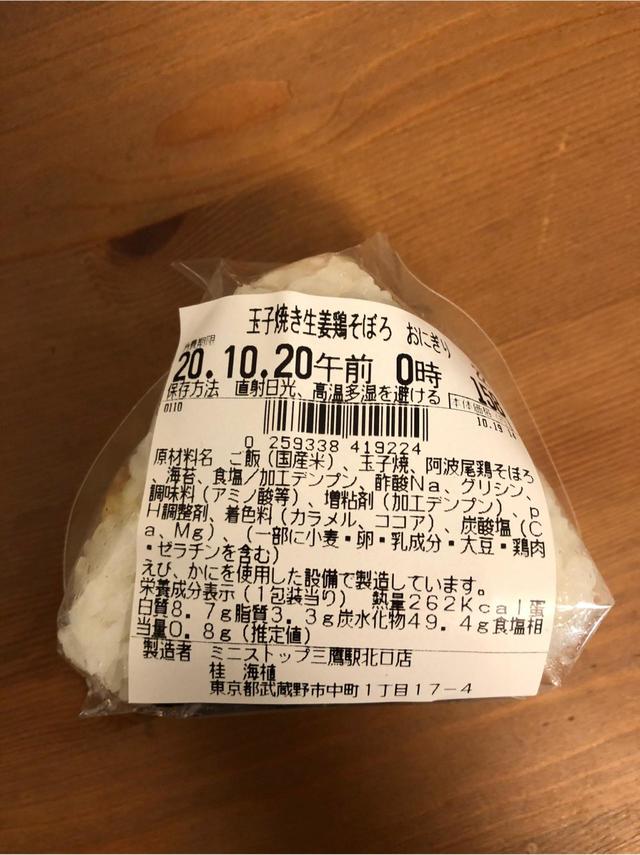 玉子焼き生姜鶏そぼろ おにぎり
消費期限
20.10.20午前 0時
保存方法 直射日光、高温多湿を避ける
本体価格
158
0110
10.19
0 259338 419224
原材料名 ご飯(国産米)、玉子焼、阿波尾鶏そぼろ
、海苔、食塩/加工デンプン、酢酸Na、グリシン、
調味料(アミノ酸等)、増粘剤(加工デンプン)、p
H調整剤、着色料(カラメル、ココア)、炭酸塩(C
a、Mg)、(一部に小麦・卵・乳成分・大豆・鶏肉
・ゼラチンを含む)
えび、かにを使用した設備で製造しています。
栄養成分表示(1包装当り) 熱量262Kcal蛋
白質8.7g脂質3.3g炭水化物49.4g食塩相
当量0.8g(推定値)
製造者 ミニストップ三鷹駅北口店
桂 海植
東京都武蔵野市中町1丁目17-4